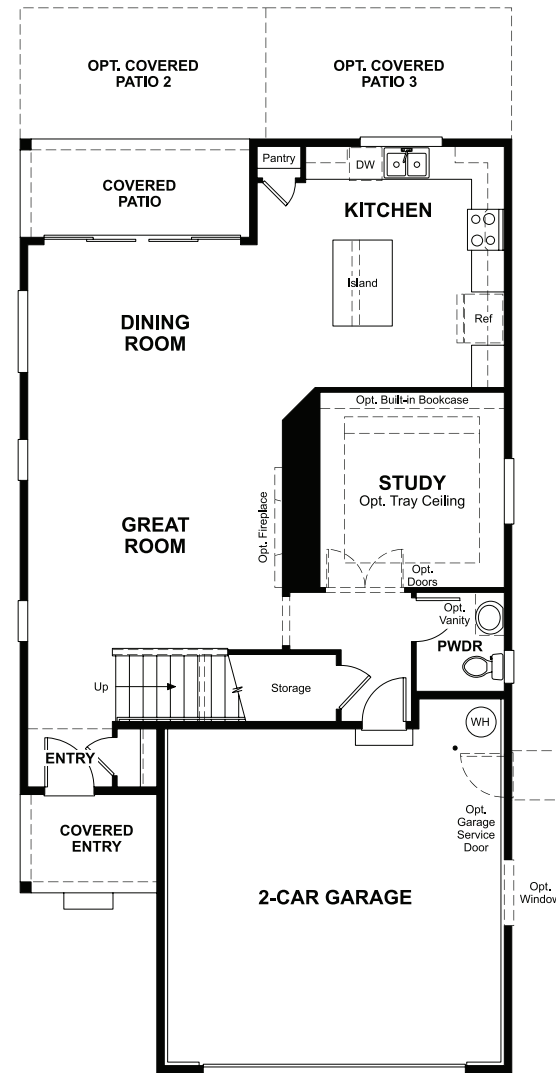 OPT. COVERED
PATIO 2
OPT. COVERED
PATIO 3
Pantry
DW
COVERED
PATIO
KITCHEN
Island
Ref
DINING
ROOM
Opt. Built-in Bookcase
STUDY
Opt. Tray Ceiling
Opt. Fireplace
GREAT
ROOM
Opt.
Doors
Opt.
Vanity
PWDR
Up
Storage
WH
ENTRY
Opt.
Garage
Service
Door
COVERED
ENTRY
2-CAR GARAGE
Opt.
Window